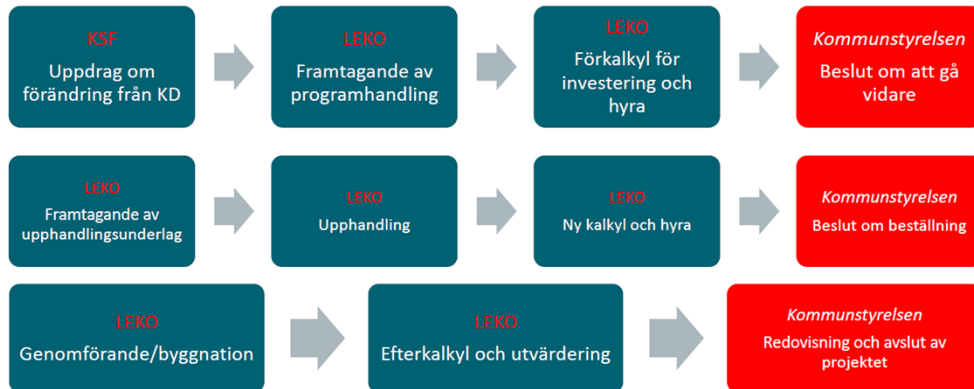 KSF
Uppdrag om
förändring från KD
LEKO
Framtagande av
programhandling
LEKO
Förkalkyl för
investering och
hyra
Kommunstyrelsen
Beslut om att gå
vidare
LEKO
Framtagande av
upphandlingsunderlag
LEKO
Upphandling
LEKO
Ny kalkyl och hyra
Kommunstyrelsen
Beslut om beställning
LEKO
Genomförande/byggnation
LEKO
Efterkalkyl och utvärdering
Kommunstyrelsen
Redovisning och avslut av
projektet